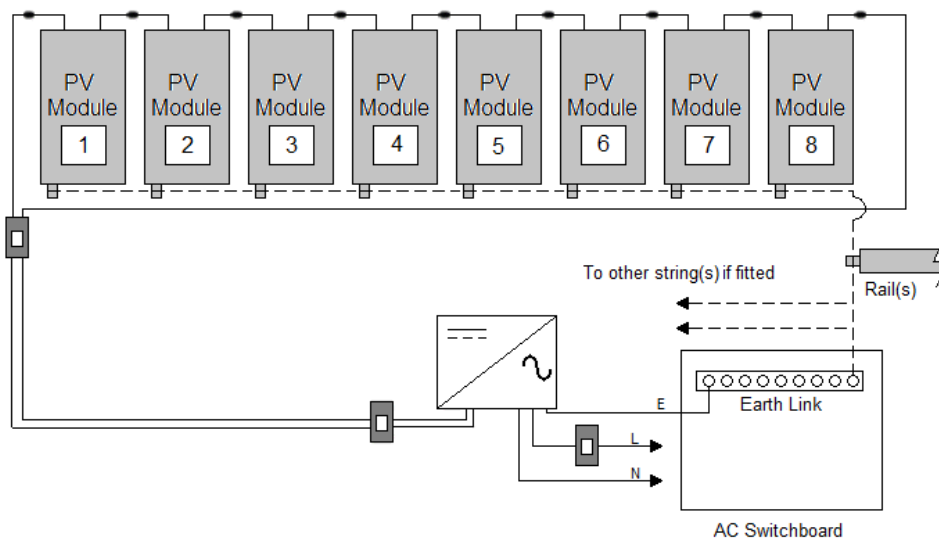 PV Module 1
PV Module 2
PV Module 3
PV Module 4
PV Module 5
PV Module 6
PV Module 7
PV Module 8
To other string(s) if fitted
Rail(s)
E
Earth Link
L
N
AC Switchboard